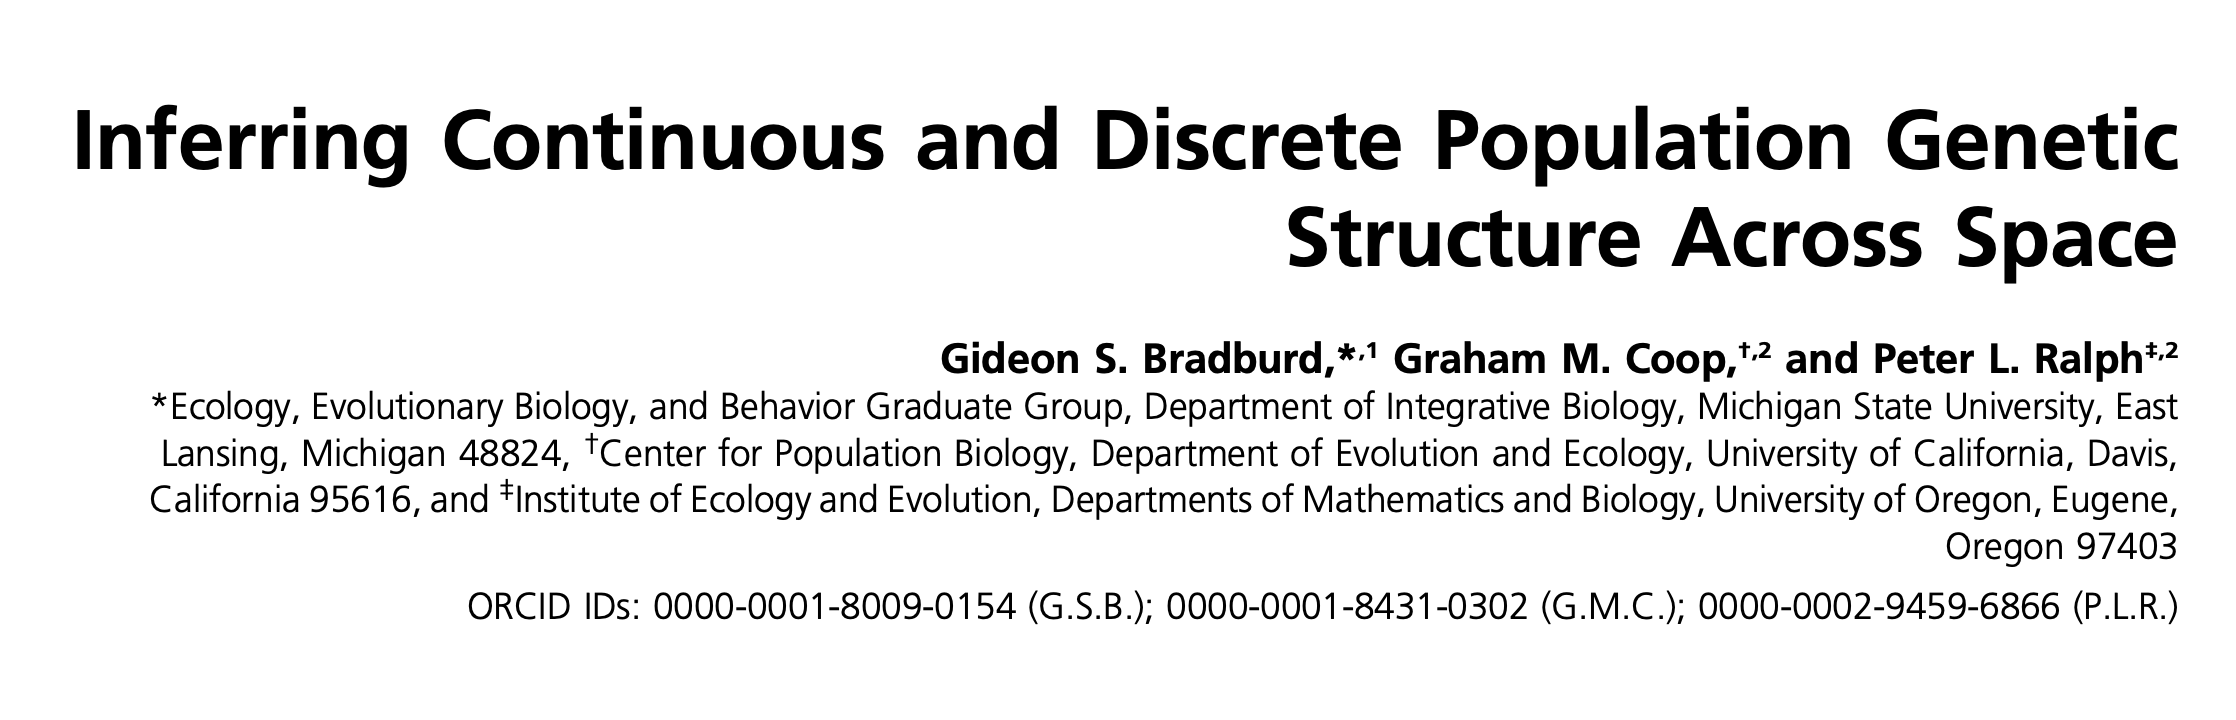 Inferring Continuous and Discrete Population Genetic
Structure Across Space
Gideon S. Bradburd,*,1 Graham M. Coop,†,2 and Peter L. Ralph‡,2
*Ecology, Evolutionary Biology, and Behavior Graduate Group, Department of Integrative Biology, Michigan State University, East
Lansing, Michigan 48824, †Center for Population Biology, Department of Evolution and Ecology, University of California, Davis,
California 95616, and ‡Institute of Ecology and Evolution, Departments of Mathematics and Biology, University of Oregon, Eugene,
Oregon 97403
ORCID IDs: 0000-0001-8009-0154 (G.S.B.); 0000-0001-8431-0302 (G.M.C.); 0000-0002-9459-6866 (P.L.R.)